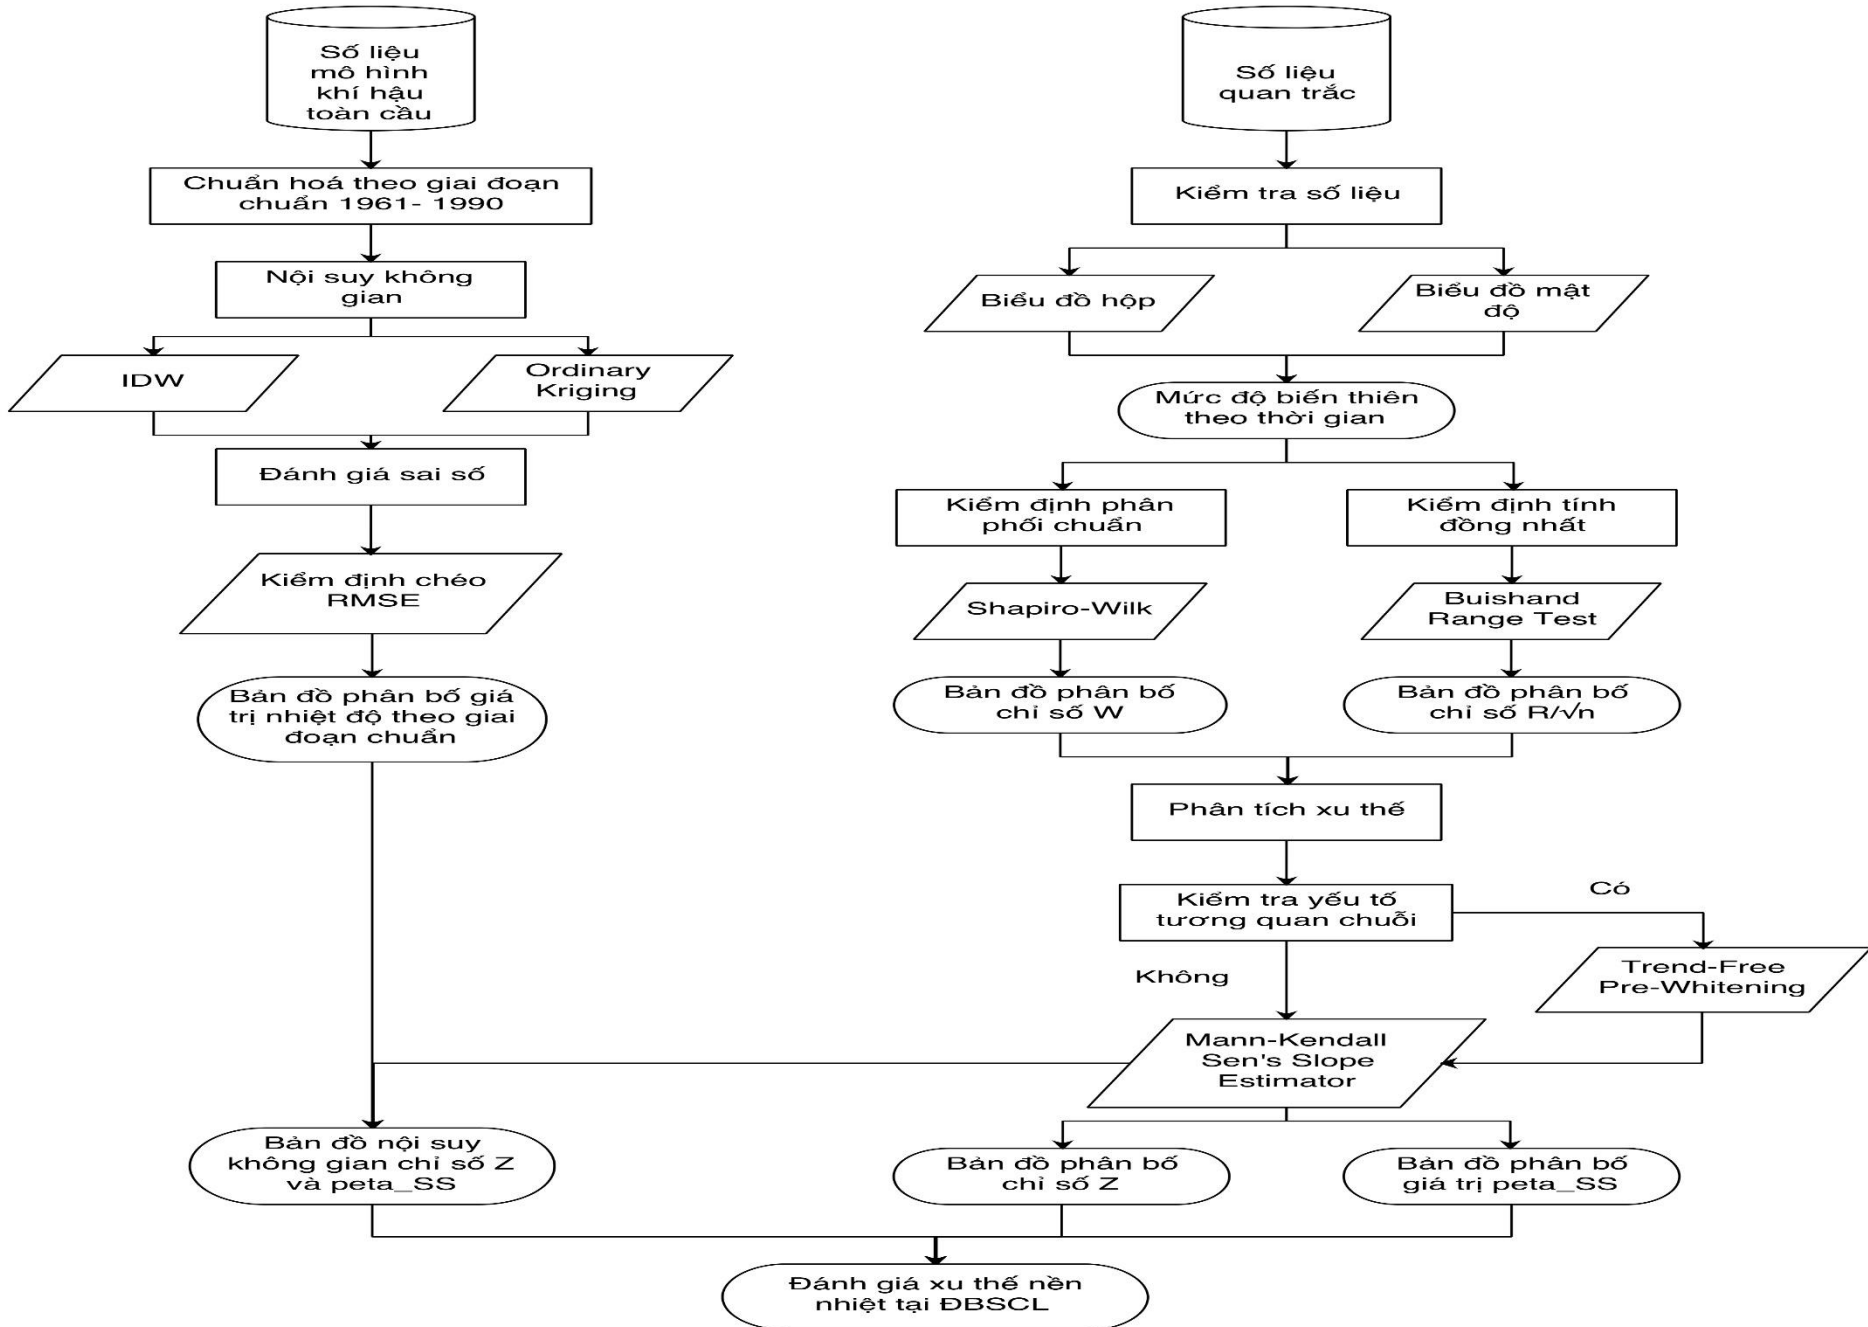 Số liệu
mô hình
khí hậu
toàn cầu
Chuẩn hoá theo giai đoạn
chuẩn 1961- 1990
Nội suy không
gian
IDW
Ordinary
Kriging
Đánh giá sai số
Kiểm định chéo
RMSE
Bản đồ phân bố giá
trị nhiệt độ theo giai
đoạn chuẩn
Bản đồ nội suy
không gian chỉ số Z
và peta_SS
Số liệu
quan trắc
Kiểm tra số liệu
Biểu đồ hộp
Biểu đồ mật
độ
Mức độ biến thiên
theo thời gian
Kiểm định phân
phối chuẩn
Kiểm định tính
đồng nhất
Shapiro-Wilk
Buishand
Range Test
Bản đồ phân bố
chỉ số W
Bản đồ phân bố
chỉ số R/√n
Phân tích xu thế
Kiểm tra yếu tố
tương quan chuỗi
Có
Không
Trend-Free
Pre-Whitening
Mann-Kendall
Sen's Slope
Estimator
Bản đồ phân bố
chỉ số Z
Bản đồ phân bố
giá trị peta_SS
Đánh giá xu thế nền
nhiệt tại ĐBSCL